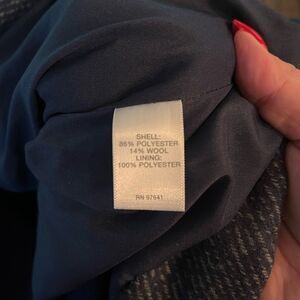 SHELL:
86% POLYESTER
14% WOOL
LINING:
100% POLYESTER
RN 97641